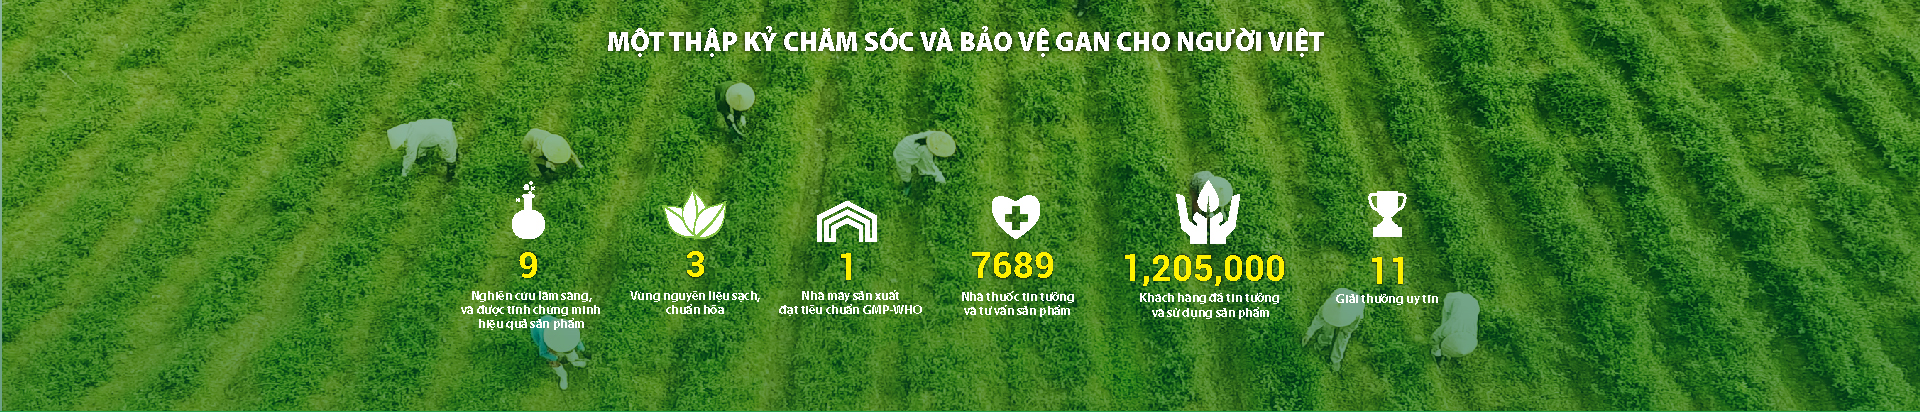 MỘT THẬP KỶ CHĂM SÓC VÀ BẢO VỆ GAN CHO NGƯỜI VIỆT
9
Nghiên cứu lâm sàng,
và dược tính chứng minh
hiệu quả sản phẩm
3
Vùng nguyên liệu sạch,
chuẩn hóa
1
Nhà máy sản xuất
đạt tiêu chuẩn GMP-WHO
7689
Nhà thuốc tin tưởng
và tư vấn sản phẩm
1,205,000
Khách hàng đã tin tưởng
và sử dụng sản phẩm
11
Giải thưởng uy tín